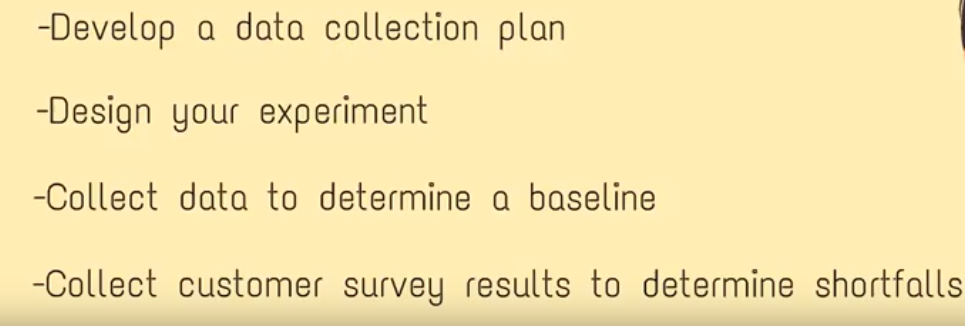 -Develop a data collection plan
-Design your experiment
-Collect data to determine a baseline
-Collect customer survey results to determine shortfalls